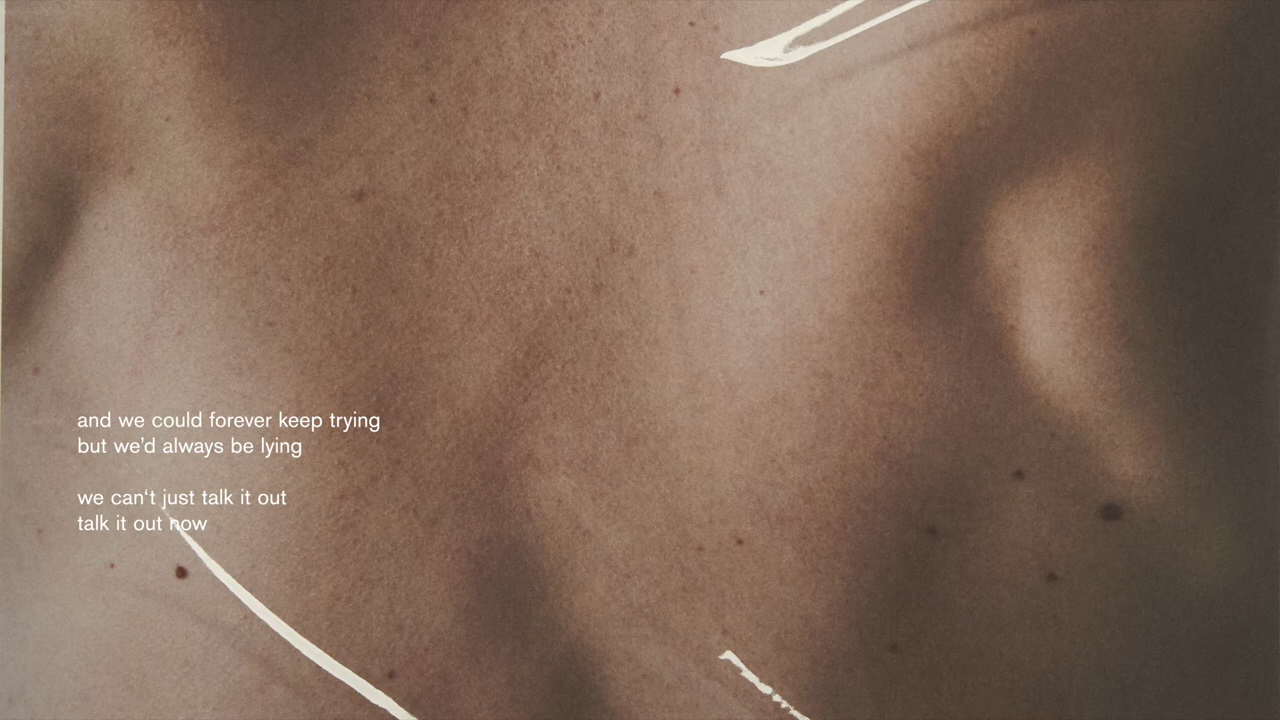 and we could forever keep trying
but we’d always be lying
we can‘t just talk it out
talk it out now